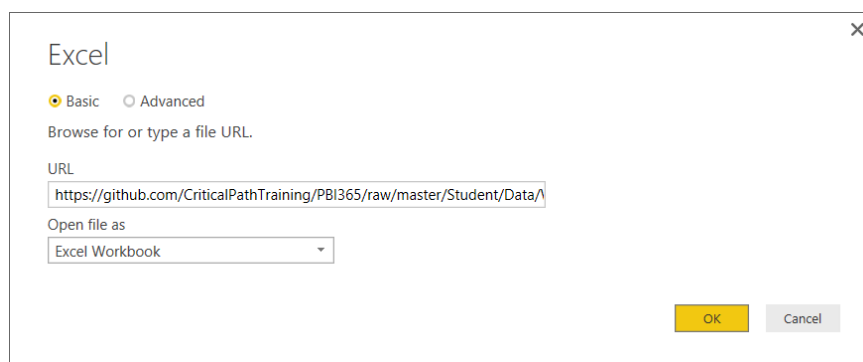 Excel
Basic Advanced
Browse for or type a file URL.
URL
https://github.com/CriticalPathTraining/PBI365/raw/master/Student/Data/
Open file as
Excel Workbook
OK Cancel